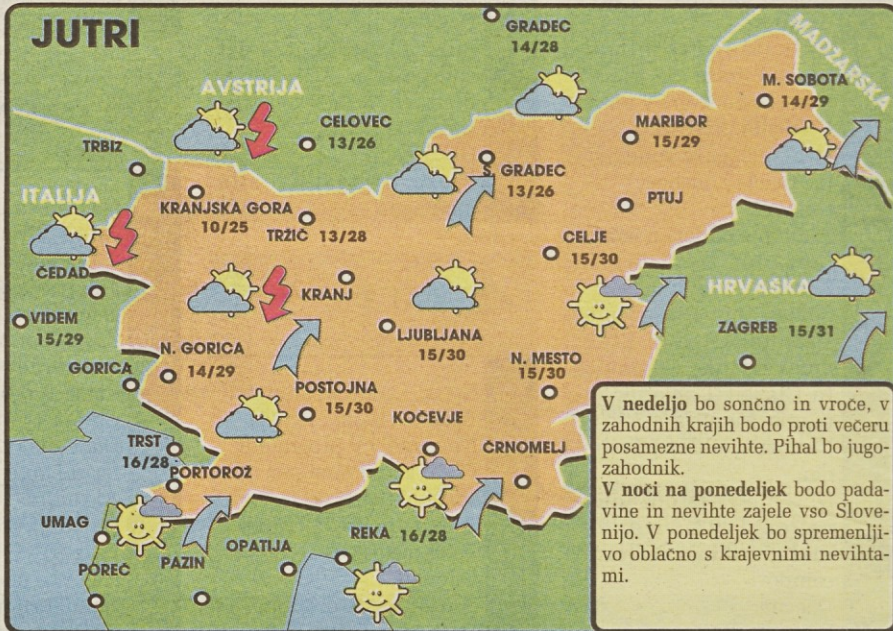 JUTRI
GRADEC
14/28
MADŽARSKA
AVSTRIJA
M. SOBOTA
14/29
CELOVEC
13/26
MARIBOR
15/29
TRBIZ
S. GRADEC
13/26
ITALIJA
KRANJSKA GORA
10/25
PTUJ
TRŽIČ 13/28
CELJE
15/30
ČEDAD
KRANJ
HRVAŠKA
VIDEM
15/29
LJUBLJANA
15/30
ZAGREB 15/31
N. GORICA
14/29
GORICA
N. MESTO
15/30
POSTOJNA
15/30
KOČEVJE
TRST
16/28
ČRNOMELJ
PORTOROŽ
UMAG
REKA
16/28
OPATIJA
POREČ
PAZIN
V nedeljo bo sončno in vroče, v
zahodnih krajih bodo proti večeru
posamezne nevihte. Pihal bo jugo-
zahodnik.
V noči na ponedeljek bodo pada-
vine in nevihte zajele vso Slove-
nijo. V ponedeljek bo spremenlji-
vo oblačno s krajevnimi nevihta-
mi.